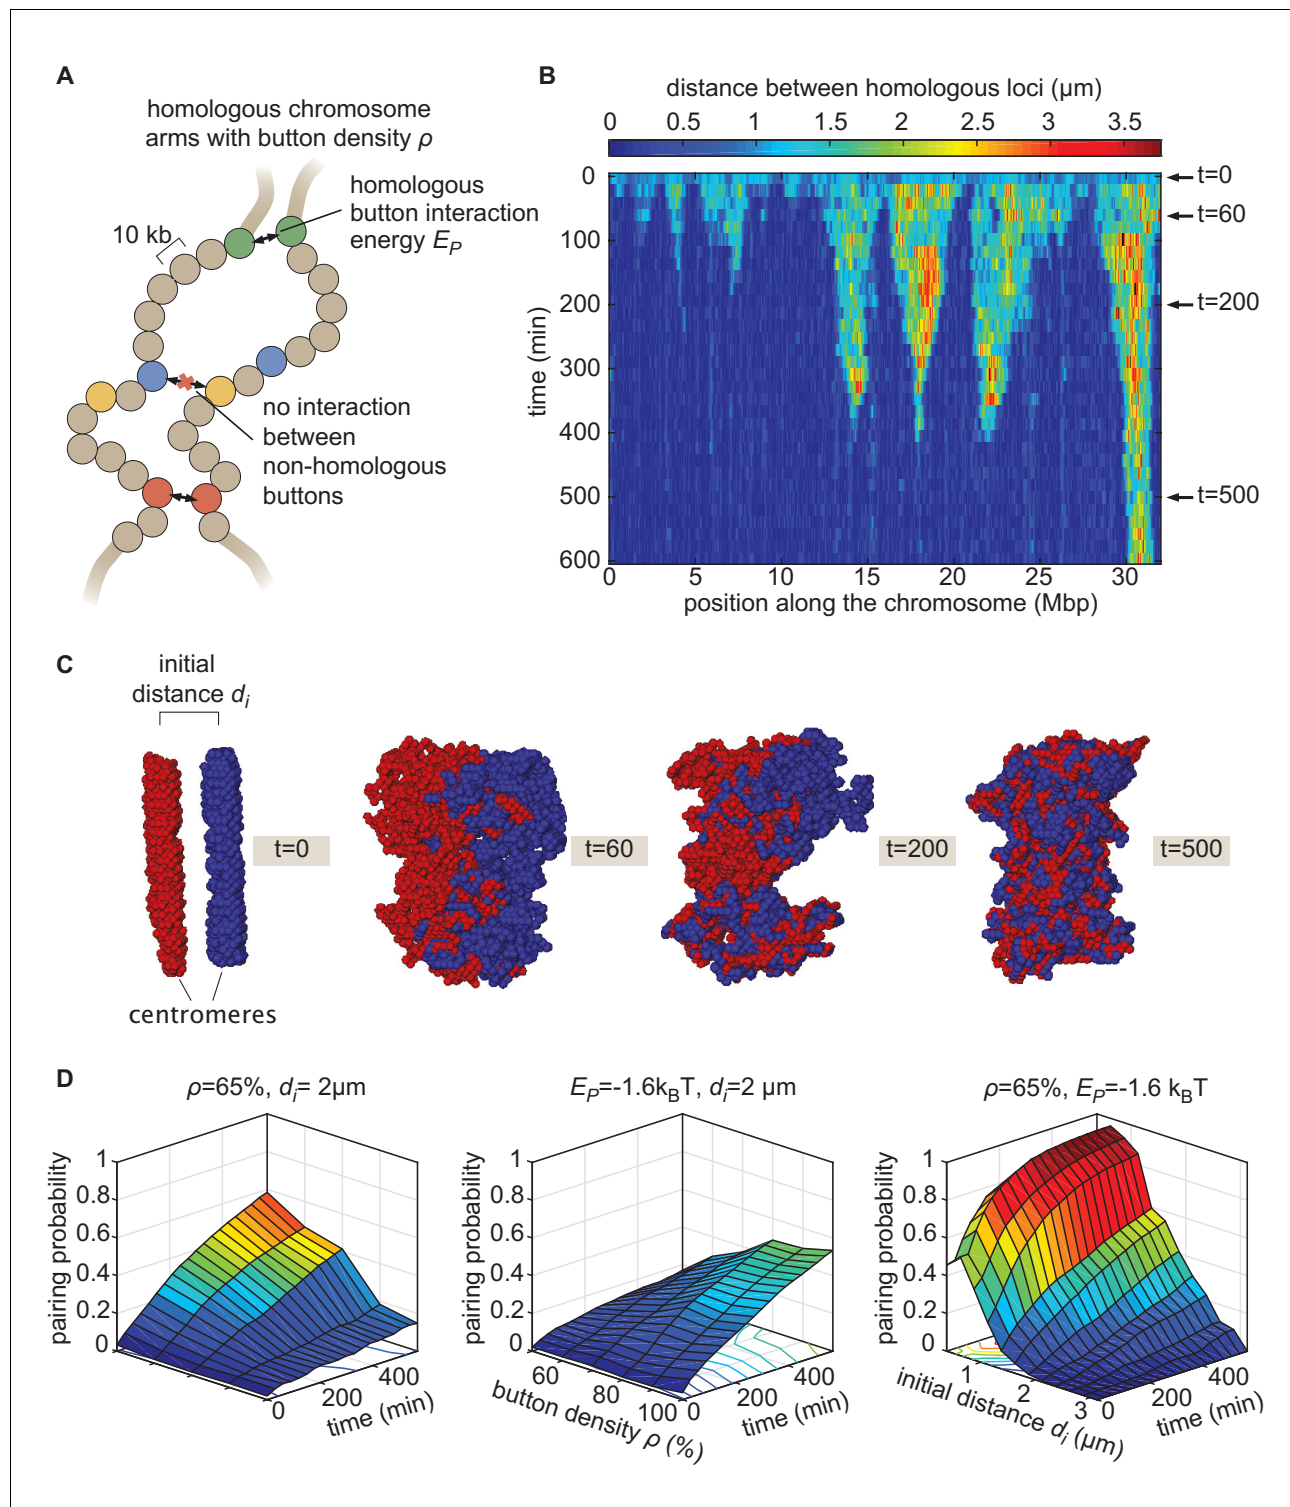 A
homologous chromosome
arms with button density ρ
homologous
button interaction
energy E_P
10 kb
no interaction
between
non-homologous
buttons
B
distance between homologous loci (µm)
0 0.5 1 1.5 2 2.5 3 3.5
0
100
200
300
400
500
600
time (min)
t=0
t=60
t=200
t=500
0 5 10 15 20 25 30
position along the chromosome (Mbp)
C
initial
distance d_i
t=0
t=60
t=200
t=500
centromeres
D
ρ=65%, d_i= 2µm
pairing probability
1
0.8
0.6
0.4
0.2
0
0 200 400
time (min)
E_P=-1.6k_BT, d_i=2 µm
pairing probability
1
0.8
0.6
0.4
0.2
0
60 80 100
button density ρ (%)
0 200 400
time (min)
ρ=65%, E_P=-1.6 k_BT
pairing probability
1
0.8
0.6
0.4
0.2
0
1 2 3
initial distance d_i (µm)
0 200 400
time (min)